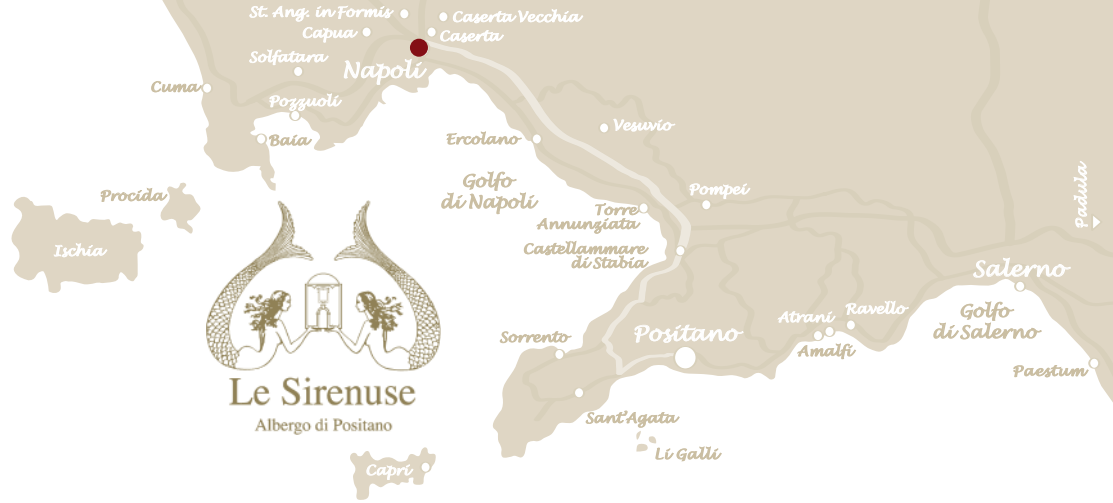 St. Ang. in Formis
Caserta Vecchia
Capua
Caserta
Solfatara
Napoli
Cuma
Pozzuoli
Vesuvio
Baia
Ercolano
Golfo
di Napoli
Pompei
Procida
Torre
Annunziata
Padula
Ischia
Castellammare
di Stabia
Salerno
Golfo
di Salerno
Ravello
Atrani
Amalfi
Positano
Sorrento
Paestum
Le Sirenuse
Albergo di Positano
Sant'Agata
Li Galli
Capri